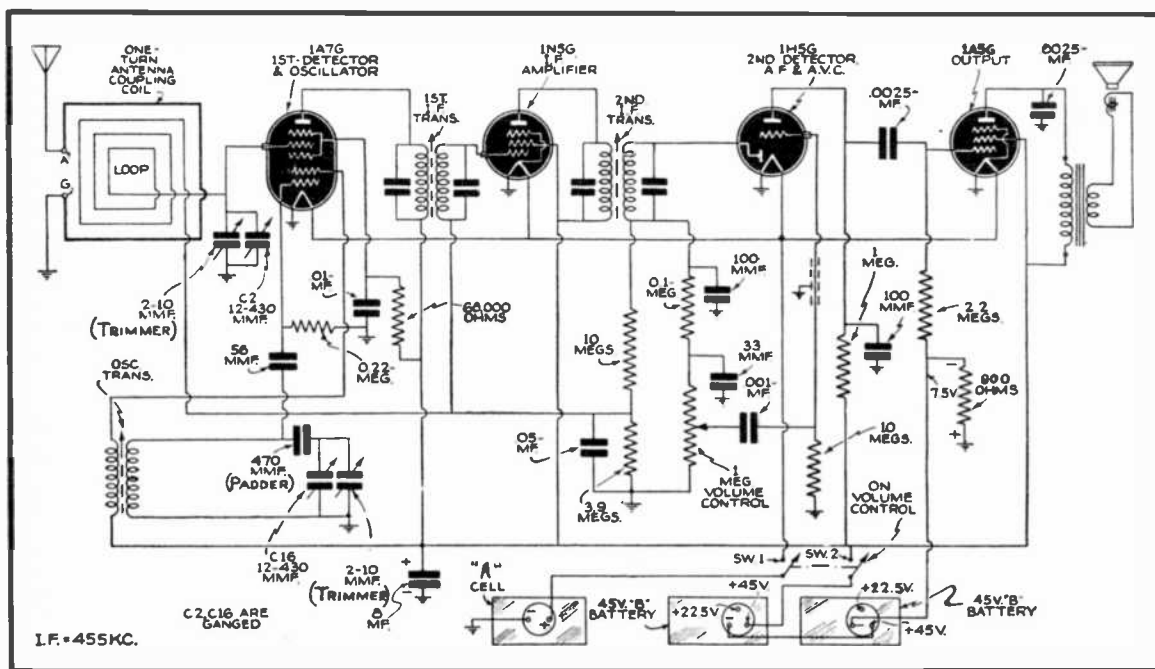 ONE-
TURN
ANTENNA
COUPLING
COIL
A
G
LOOP
1A7G
1ST-DETECTOR
& OSCILLATOR
1ST.
I.F
TRANS.
1N5G
I.F
AMPLIFIER
2ND
I.F
TRANS.
1H5G
2ND DETECTOR
A F & A.V.C.
.0025-
MF.
1A5G
OUTPUT
.0025-
MF
2-10
MMF.
(TRIMMER)
C2
12-430
MMF.
.01-
MF.
68,000
OHMS
56
MMF.
0.22-
MEG.
OSC
TRANS.
470
MMF.
(PADDER)
C16
12-430
MMF.
2-10
MMF.
(TRIMMER)
+
-
8
MF.
C2,C16 ARE
GANGED
I.F.=455KC.
10
MEGS.
.05-
MF
3.9
MEGS.
0.1-
MEG
100
MMF
33
MMF
.001-
MF
1
MEG
VOLUME
CONTROL
1
MEG.
100
MMF
2.2
MEGS.
-
7.5V
800
OHMS
+
10
MEGS.
ON
VOLUME
CONTROL
SW.1
SW.2
"A"
CELL
-
+
45V."B"
BATTERY
+45V.
+22.5V
+22.5V.
+45V.
45V."B"
BATTERY